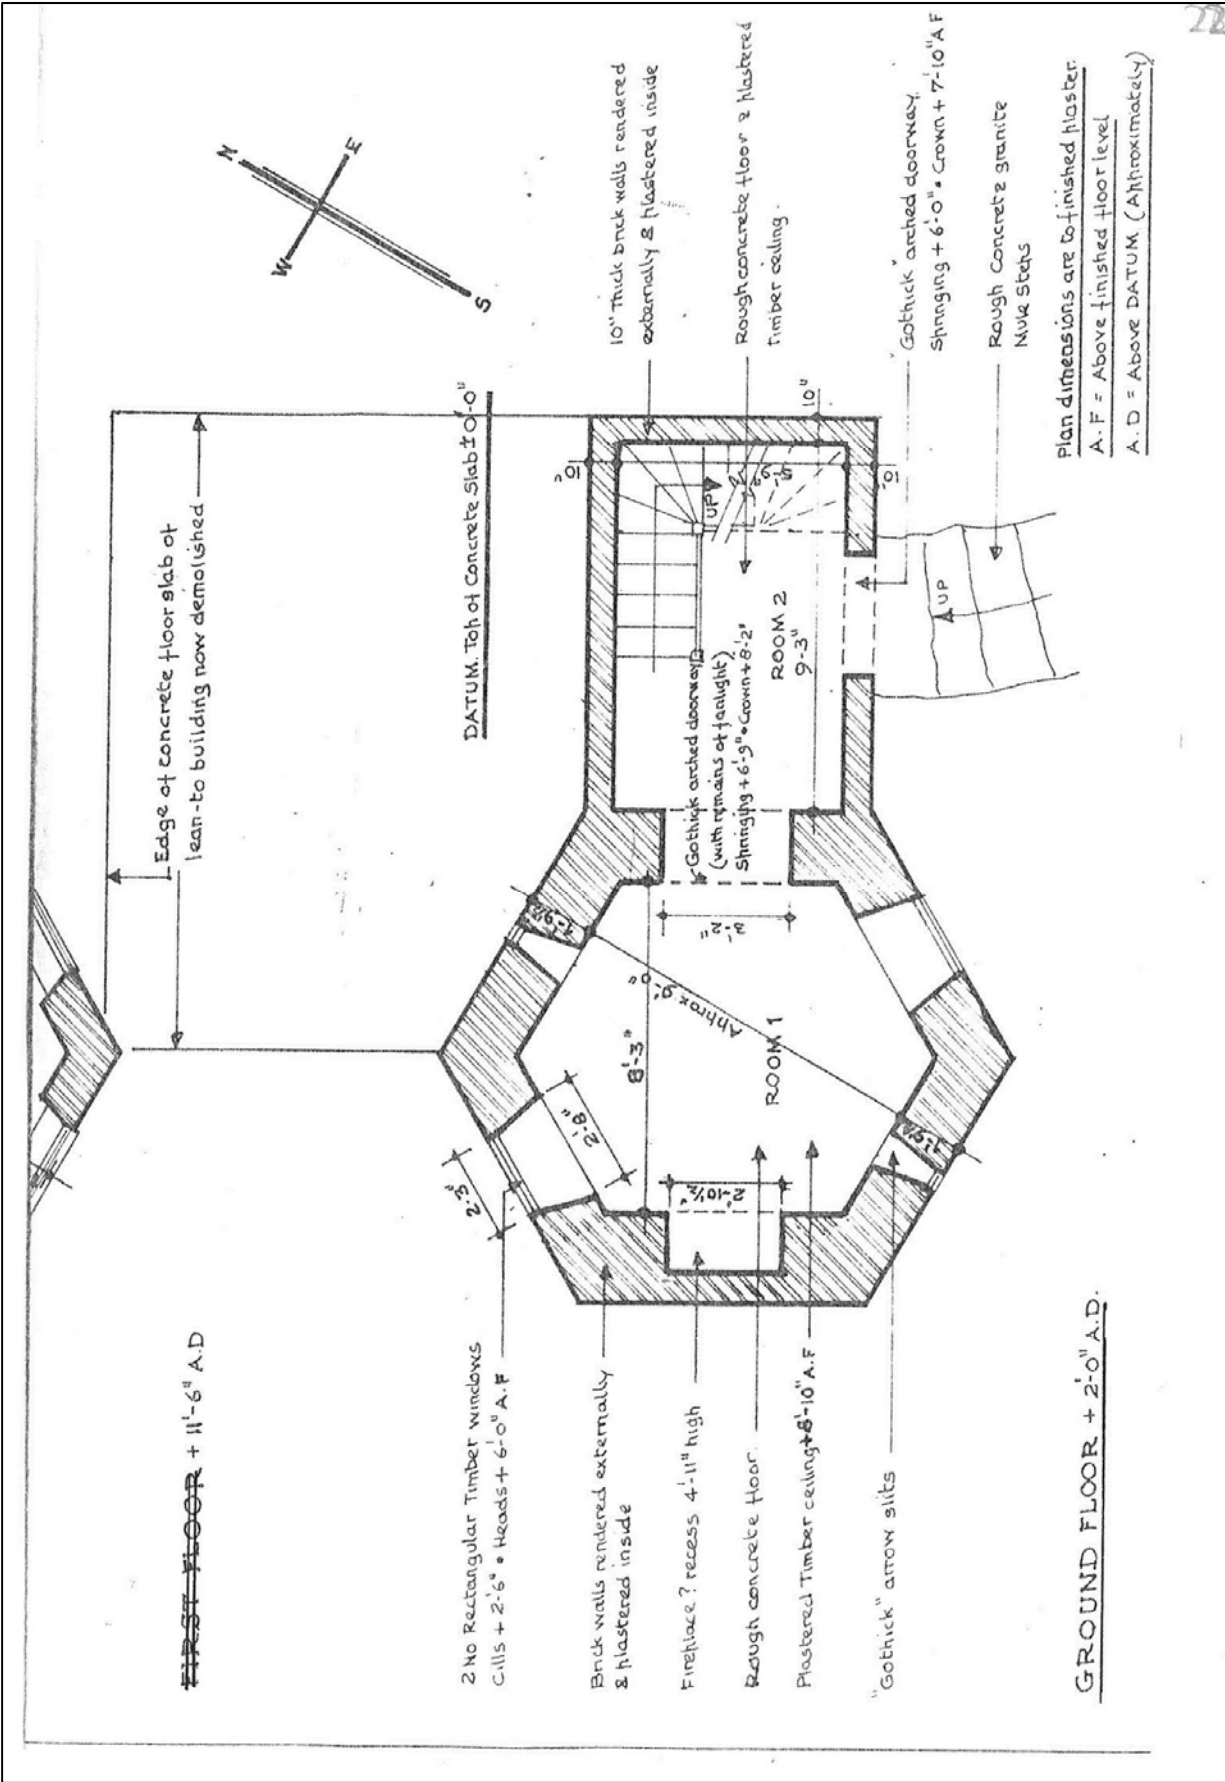 22
FIRST FLOOR + 11'-6" A.D
Edge of concrete floor slab of
lean-to building now demolished
N
E
W
S
DATUM. Top of Concrete Slab ± 0'-0"
2 No Rectangular Timber windows
Cills + 2'-6" • Heads + 6'-0" A.F
Brick walls rendered externally
& plastered inside
Fireplace? recess 4'-11" high
Rough concrete floor.
Plastered Timber ceiling + 8'-10" A.F
"Gothick" arrow slits
10" Thick brick walls rendered
externally & plastered inside
Rough concrete floor & plastered
Timber ceiling.
"Gothick" arched doorway.
Springing + 6'-0" • Crown + 7'-10" A F
Rough Concrete granite
Mule Steps
Plan dimensions are to finished plaster.
A.F = Above finished floor level
A.D = Above DATUM (Approximately)
2'-3"
2'-8"
1'-9½"
8'-3"
Approx 9'-0"
3'-2"
2'-10½"
ROOM 1
Gothick arched doorway
(with remains of fanlight)
Springing + 6'-9" • Crown + 8'-2"
ROOM 2
9'-3"
UP
10"
10"
UP
GROUND FLOOR + 2'-0" A.D.